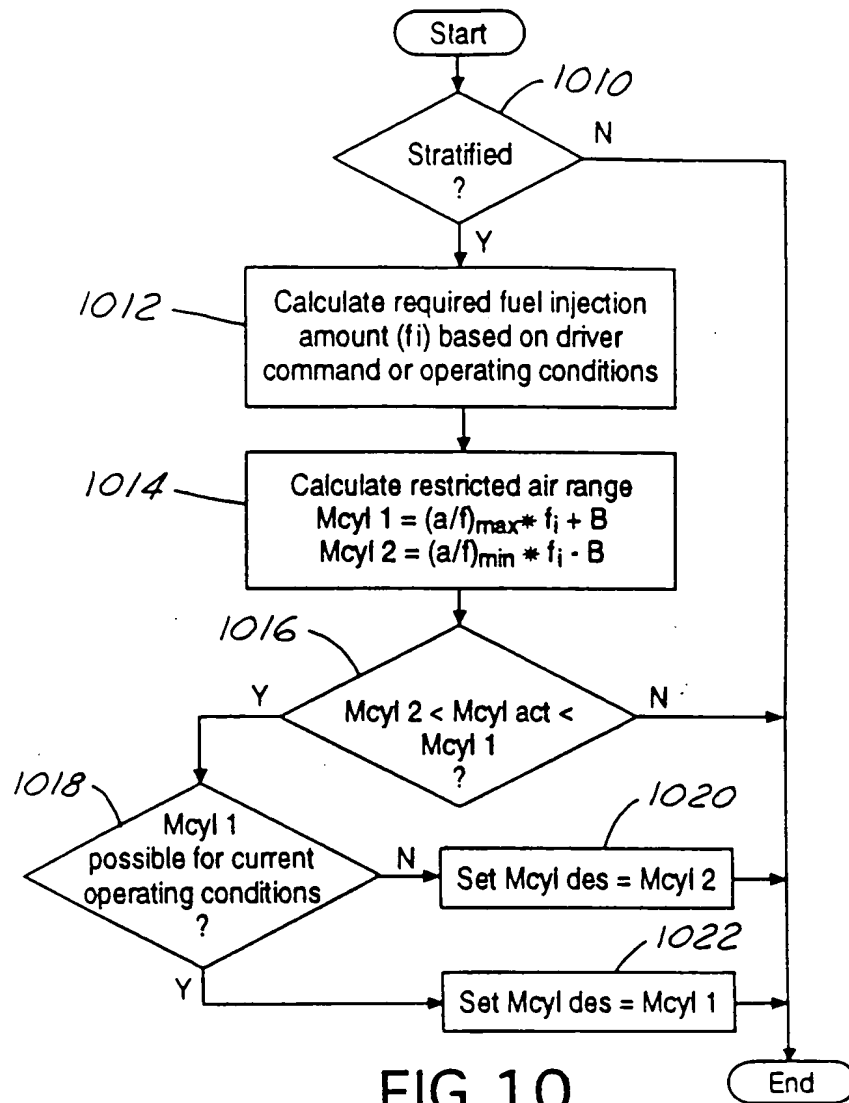 Start
1010
Stratified
?
N
Y
1012
Calculate required fuel injection
amount (fi) based on driver
command or operating conditions
1014
Calculate restricted air range
Mcyl 1 = (a/f)max* fi + B
Mcyl 2 = (a/f)min * fi - B
1016
Y
Mcyl 2 < Mcyl act <
Mcyl 1
?
N
1018
Mcyl 1
possible for current
operating conditions
?
N
1020
Set Mcyl des = Mcyl 2
Y
1022
Set Mcyl des = Mcyl 1
FIG 10
End